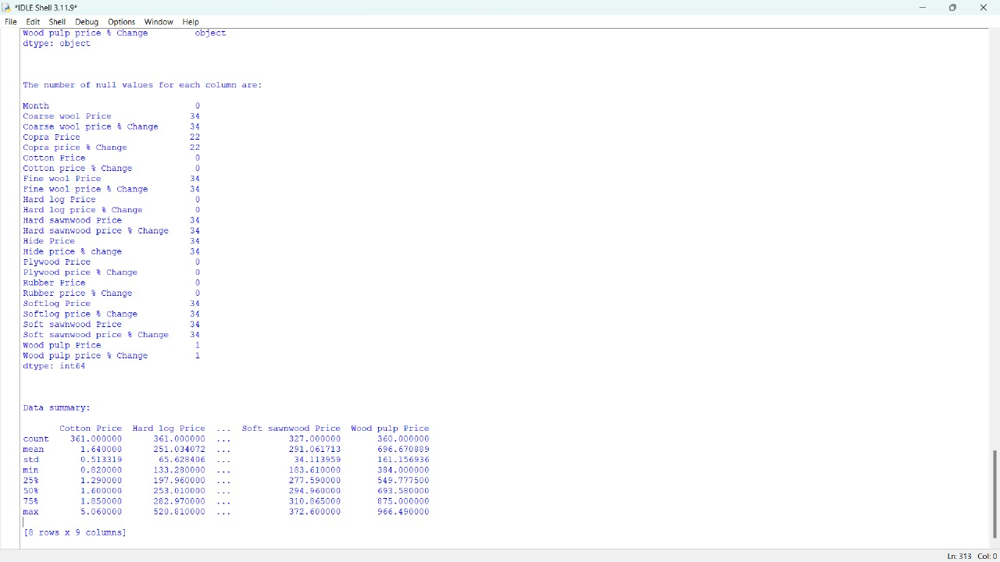 *IDLE Shell 3.11.9*
File Edit Shell Debug Options Window Help
Wood pulp price % Change object
dtype: object
The number of null values for each column are:
Month 0
Coarse wool Price 34
Coarse wool price % Change 34
Copra Price 22
Copra price % Change 22
Cotton Price 0
Cotton price % Change 0
Fine wool Price 34
Fine wool price % Change 34
Hard log Price 0
Hard log price % Change 0
Hard sawnwood Price 34
Hard sawnwood price % Change 34
Hide Price 34
Hide price % change 34
Plywood Price 0
Plywood price % Change 0
Rubber Price 0
Rubber price % Change 0
Softlog Price 34
Softlog price % Change 34
Soft sawnwood Price 34
Soft sawnwood price % Change 34
Wood pulp Price 1
Wood pulp price % Change 1
dtype: int64
Data summary:
Cotton Price Hard log Price ... Soft sawnwood Price Wood pulp Price
count 361.000000 361.000000 ... 327.000000 360.000000
mean 1.640000 251.034072 ... 291.061713 696.670889
std 0.513319 65.628406 ... 34.113959 161.156936
min 0.820000 133.280000 ... 183.610000 384.000000
25% 1.290000 197.960000 ... 277.590000 549.777500
50% 1.600000 253.010000 ... 294.960000 693.580000
75% 1.850000 282.970000 ... 310.865000 875.000000
max 5.060000 520.810000 ... 372.600000 966.490000
[8 rows x 9 columns]
Ln: 313 Col: 0